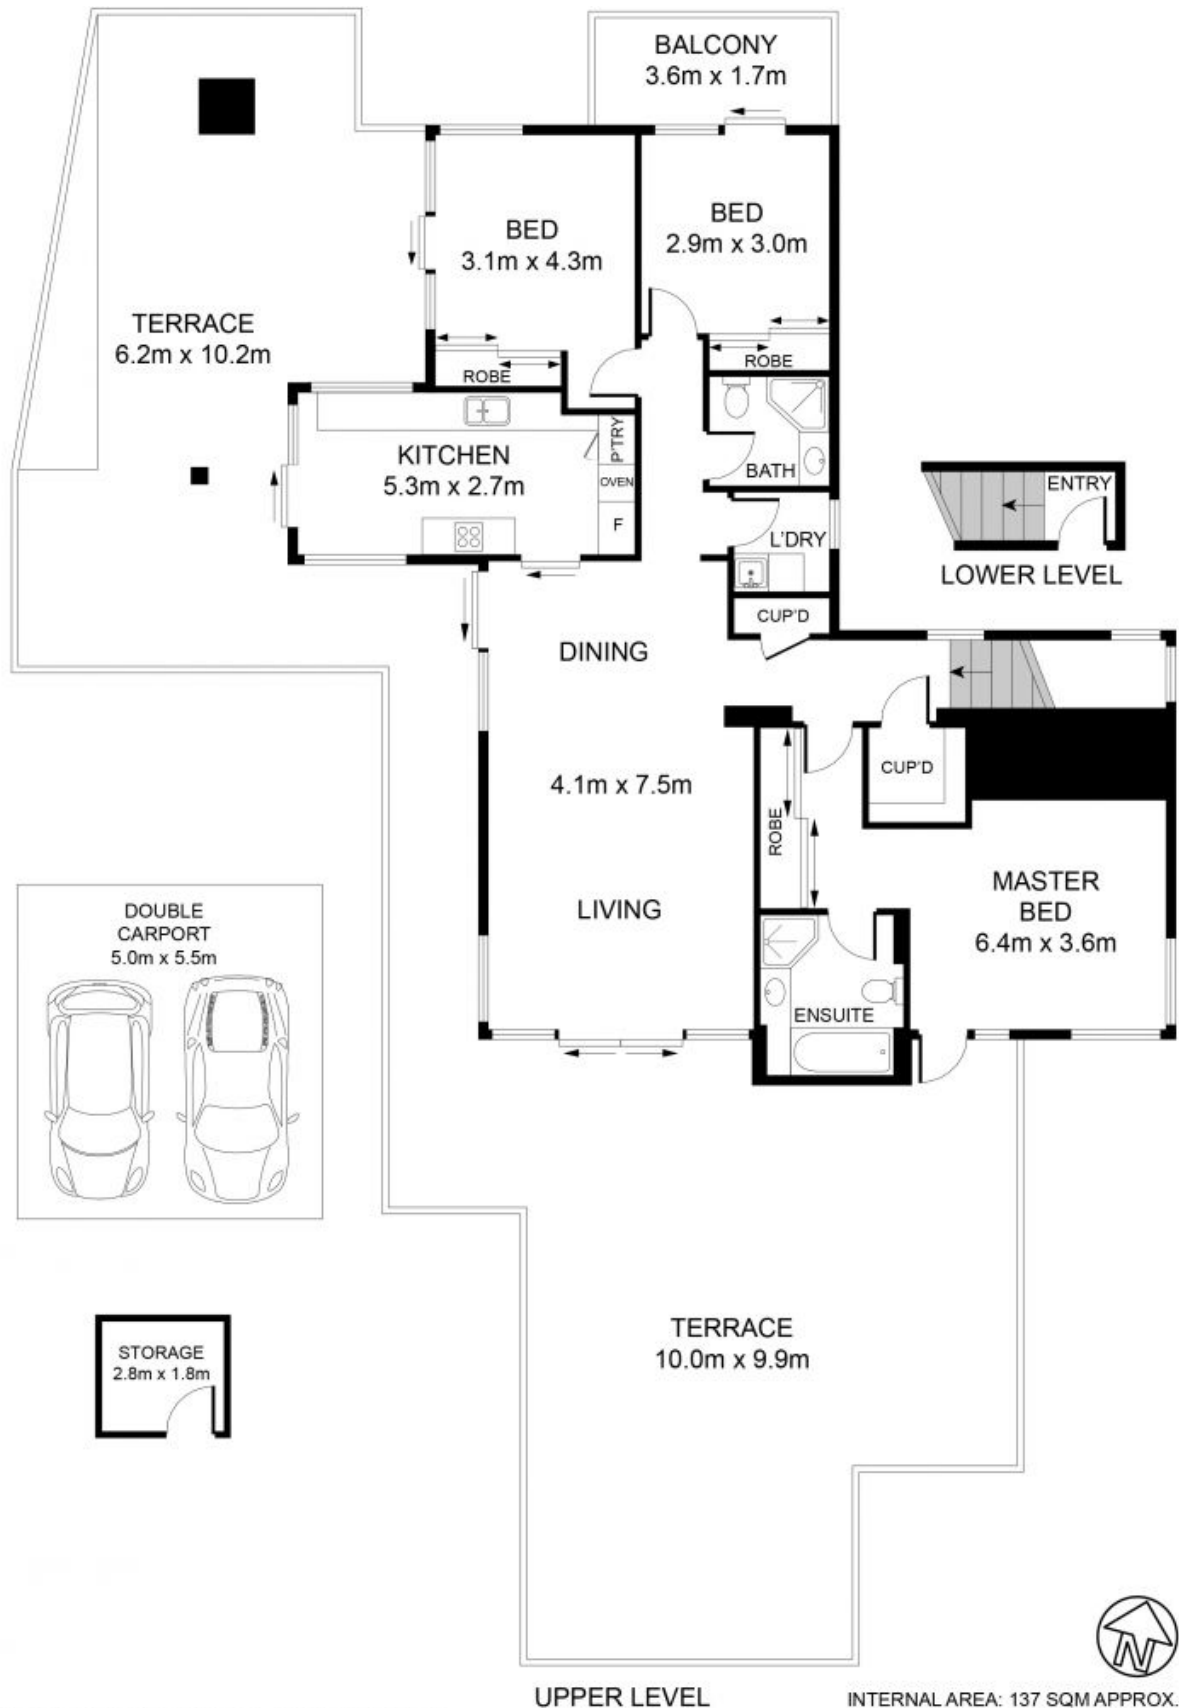 BALCONY
3.6m x 1.7m
BED
3.1m x 4.3m
BED
2.9m x 3.0m
TERRACE
6.2m x 10.2m
ROBE
ROBE
KITCHEN
5.3m x 2.7m
P'TRY
OVEN
F
BATH
L'DRY
CUP'D
ENTRY
LOWER LEVEL
DINING
4.1m x 7.5m
LIVING
CUP'D
ROBE
MASTER
BED
6.4m x 3.6m
ENSUITE
DOUBLE
CARPORT
5.0m x 5.5m
STORAGE
2.8m x 1.8m
TERRACE
10.0m x 9.9m
N
UPPER LEVEL
INTERNAL AREA: 137 SQM APPROX.